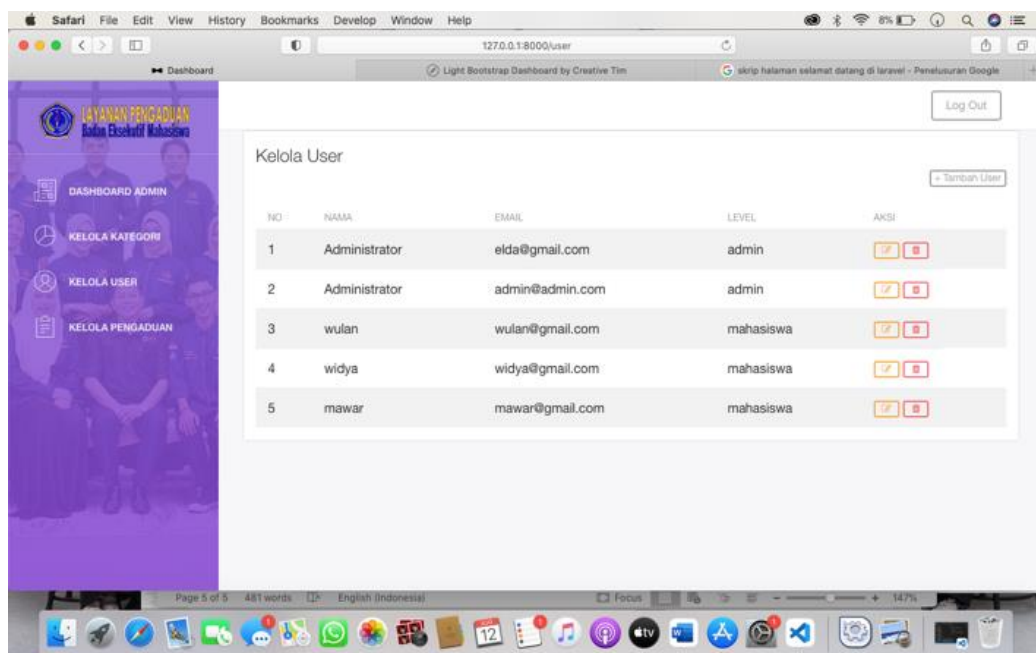 Safari File Edit View History Bookmarks Develop Window Help 8%
127.0.0.1:8000/user
Dashboard
Light Bootstrap Dashboard by Creative Tim
skrip halaman selamat datang di laravel - Penelusuran Google
LAYANAN PENGADUAN
Badan Eksekutif Mahasiswa
Log Out
DASHBOARD ADMIN
KELOLA KATEGORI
KELOLA USER
KELOLA PENGADUAN
Kelola User
+ Tambah User
NO NAMA EMAIL LEVEL AKSI
1 Administrator elda@gmail.com admin
2 Administrator admin@admin.com admin
3 wulan wulan@gmail.com mahasiswa
4 widya widya@gmail.com mahasiswa
5 mawar mawar@gmail.com mahasiswa
Page 5 of 5 481 words English (Indonesia) Focus 147%
12
tv